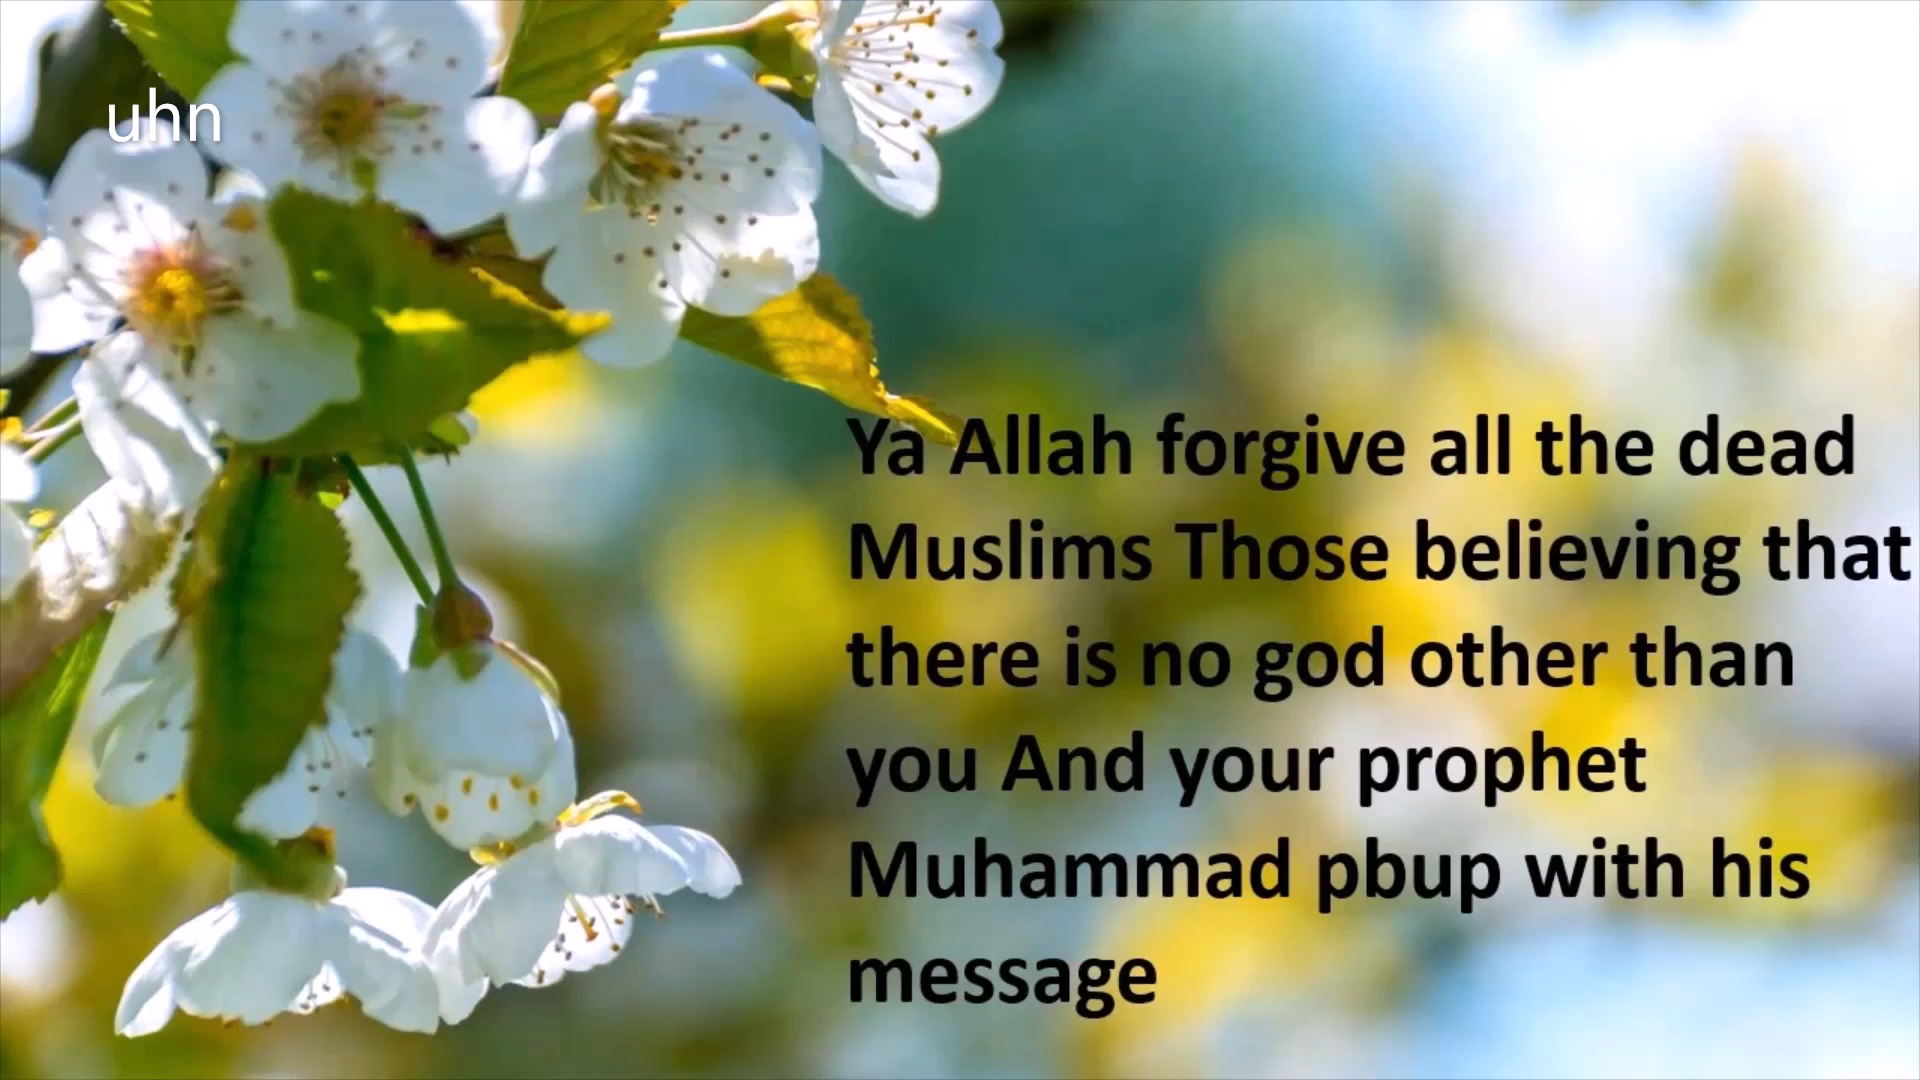 uhn
Ya Allah forgive all the dead
Muslims Those believing that
there is no god other than
you And your prophet
Muhammad pbup with his
message